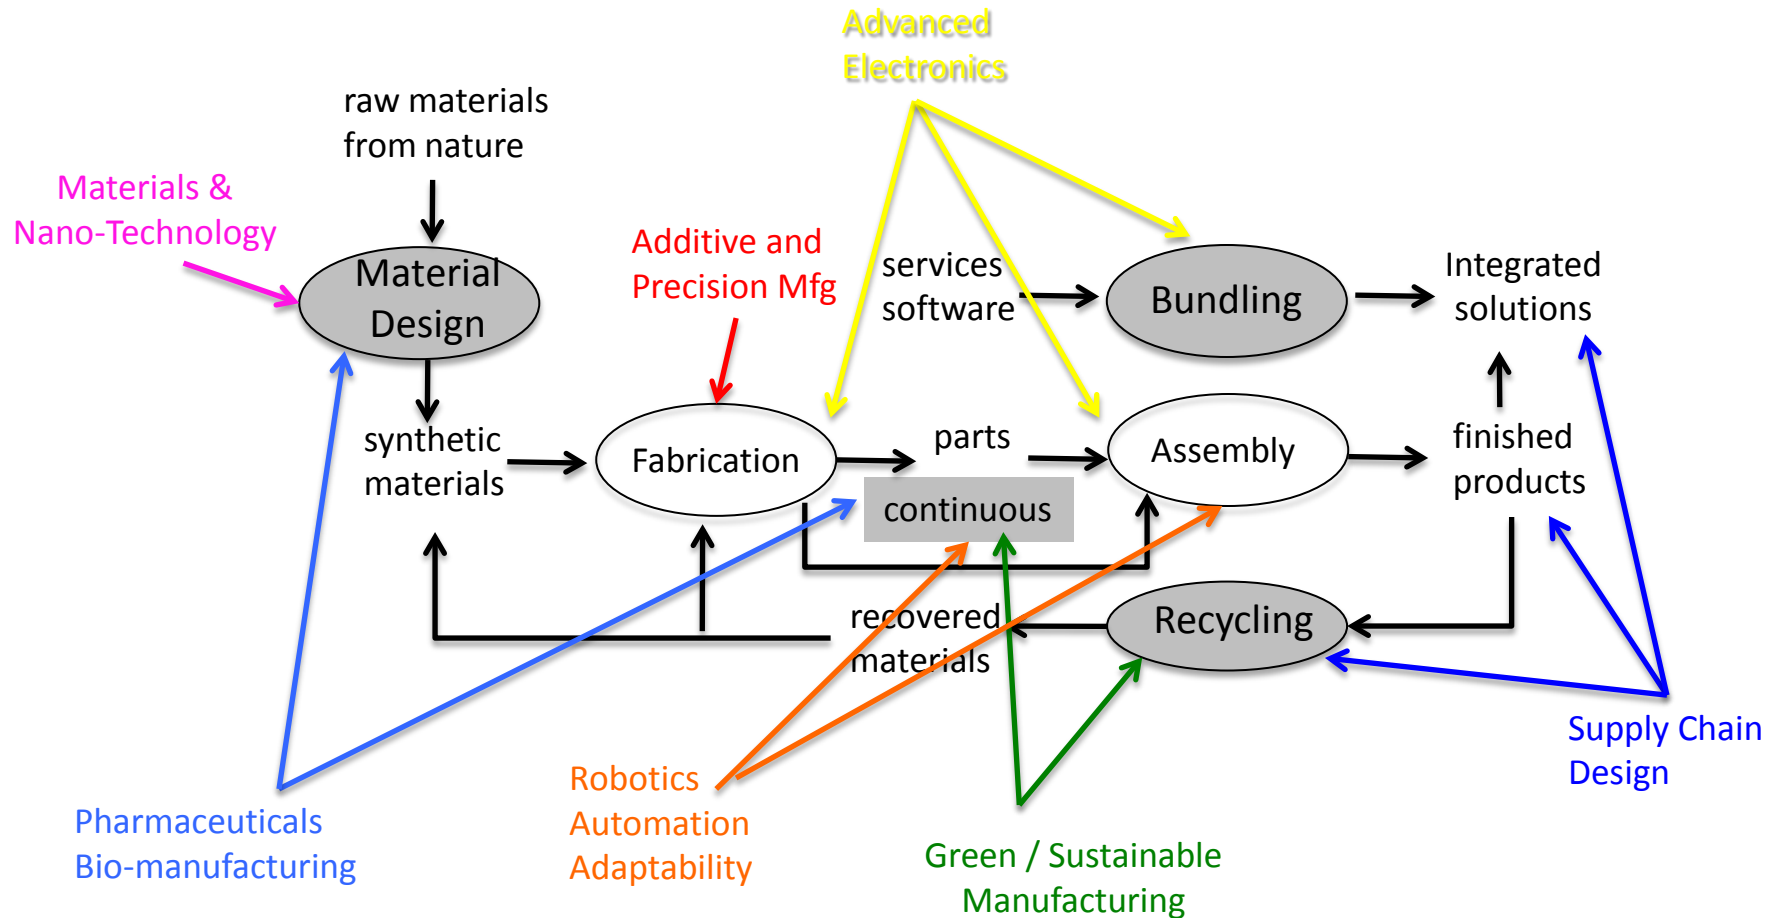 Advanced
Electronics
raw materials
from nature
Materials &
Nano-Technology
Additive and
Precision Mfg
Material
Design
services
software
Bundling
Integrated
solutions
synthetic
materials
Fabrication
parts
continuous
Assembly
finished
products
recovered
materials
Recycling
Supply Chain
Design
Pharmaceuticals
Bio-manufacturing
Robotics
Automation
Adaptability
Green / Sustainable
Manufacturing